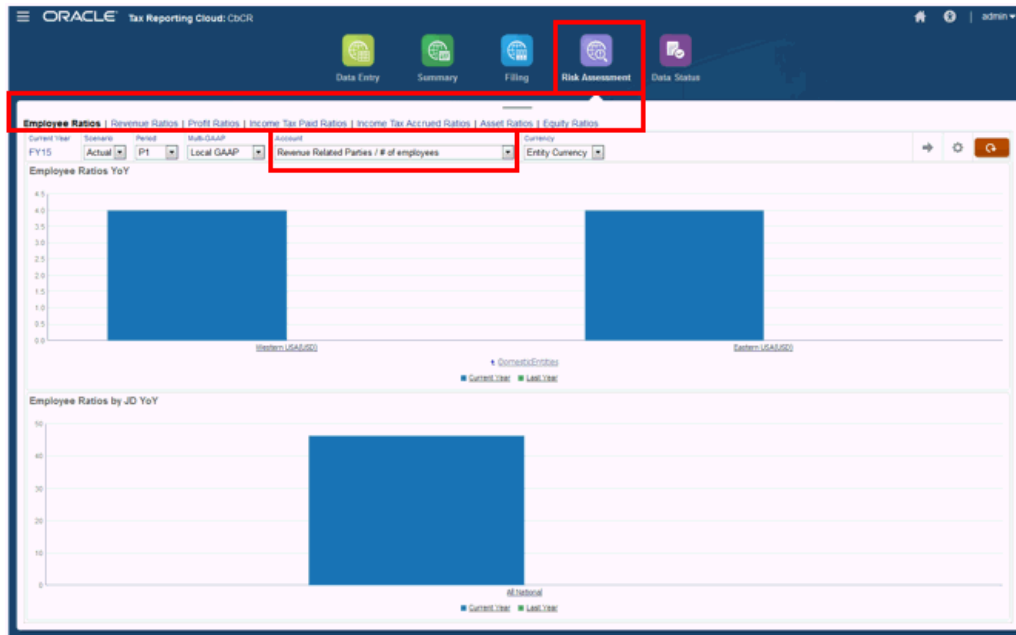 ORACLE Tax Reporting Cloud: CbCR admin
Data Entry Summary Filing Risk Assessment Data Status
Employee Ratios | Revenue Ratios | Profit Ratios | Income Tax Paid Ratios | Income Tax Accrued Ratios | Asset Ratios | Equity Ratios
Current Year Scenario Period Multi-GAAP Account Currency
FY15 Actual P1 Local GAAP Revenue Related Parties / # of employees Entity Currency
Employee Ratios YoY
4.5
4.0
3.5
3.0
2.5
2.0
1.5
1.0
0.5
0.0
Western USA(USD) Eastern USA(USD)
DomesticEntities
Current Year Last Year
Employee Ratios by JD YoY
50
40
30
20
10
0
All National
Current Year Last Year